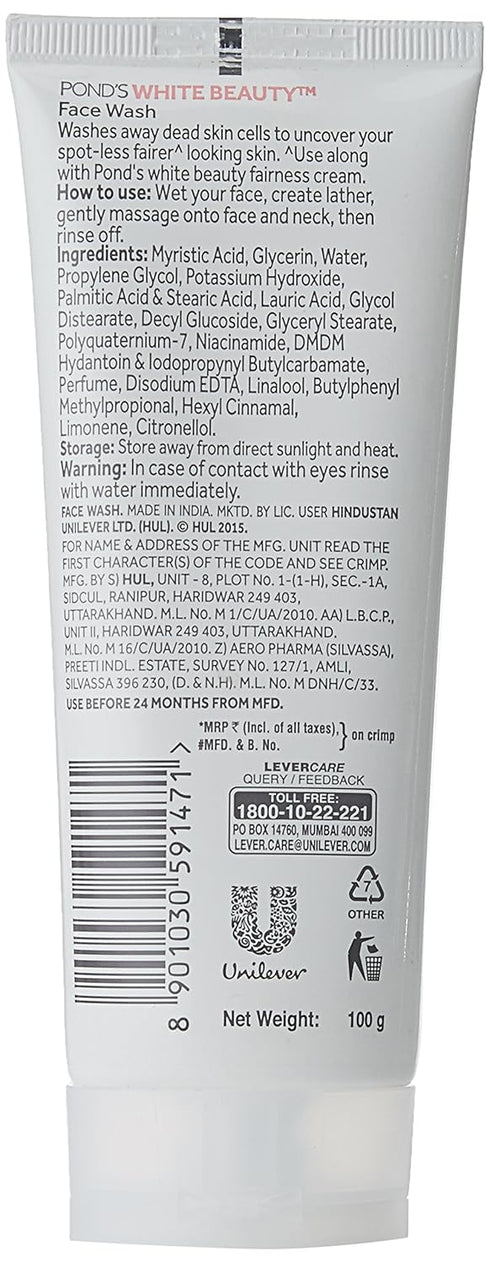 POND'S WHITE BEAUTY™
Face Wash
Washes away dead skin cells to uncover your
spot-less fairer^ looking skin. ^Use along
with Pond's white beauty fairness cream.
How to use: Wet your face, create lather,
gently massage onto face and neck, then
rinse off.
Ingredients: Myristic Acid, Glycerin, Water,
Propylene Glycol, Potassium Hydroxide,
Palmitic Acid & Stearic Acid, Lauric Acid, Glycol
Distearate, Decyl Glucoside, Glyceryl Stearate,
Polyquaternium-7, Niacinamide, DMDM
Hydantoin & Iodopropynyl Butylcarbamate,
Perfume, Disodium EDTA, Linalool, Butylphenyl
Methylpropional, Hexyl Cinnamal,
Limonene, Citronellol.
Storage: Store away from direct sunlight and heat.
Warning: In case of contact with eyes rinse
with water immediately.
FACE WASH. MADE IN INDIA. MKTD. BY LIC. USER HINDUSTAN
UNILEVER LTD. (HUL). © HUL 2015.
FOR NAME & ADDRESS OF THE MFG. UNIT READ THE
FIRST CHARACTER(S) OF THE CODE AND SEE CRIMP.
MFG. BY S) HUL, UNIT - 8, PLOT No. 1-(1-H), SEC.-1A,
SIDCUL, RANIPUR, HARIDWAR 249 403,
UTTARAKHAND. M.L. No. M 1/C/UA/2010. AA) L.B.C.P.,
UNIT II, HARIDWAR 249 403, UTTARAKHAND.
M.L. No. M 16/C/UA/2010. Z) AERO PHARMA (SILVASSA),
PREETI INDL. ESTATE, SURVEY No. 127/1, AMLI,
SILVASSA 396 230, (D. & N.H). M.L. No. M DNH/C/33.
USE BEFORE 24 MONTHS FROM MFD.
*MRP ₹ (Incl. of all taxes),} on crimp
#MFD. & B. No.
LEVERCARE
QUERY / FEEDBACK
TOLL FREE:
1800-10-22-221
PO BOX 14760, MUMBAI 400 099
LEVER.CARE@UNILEVER.COM
8 901030 591471 >
7
OTHER
Unilever
Net Weight: 100 g